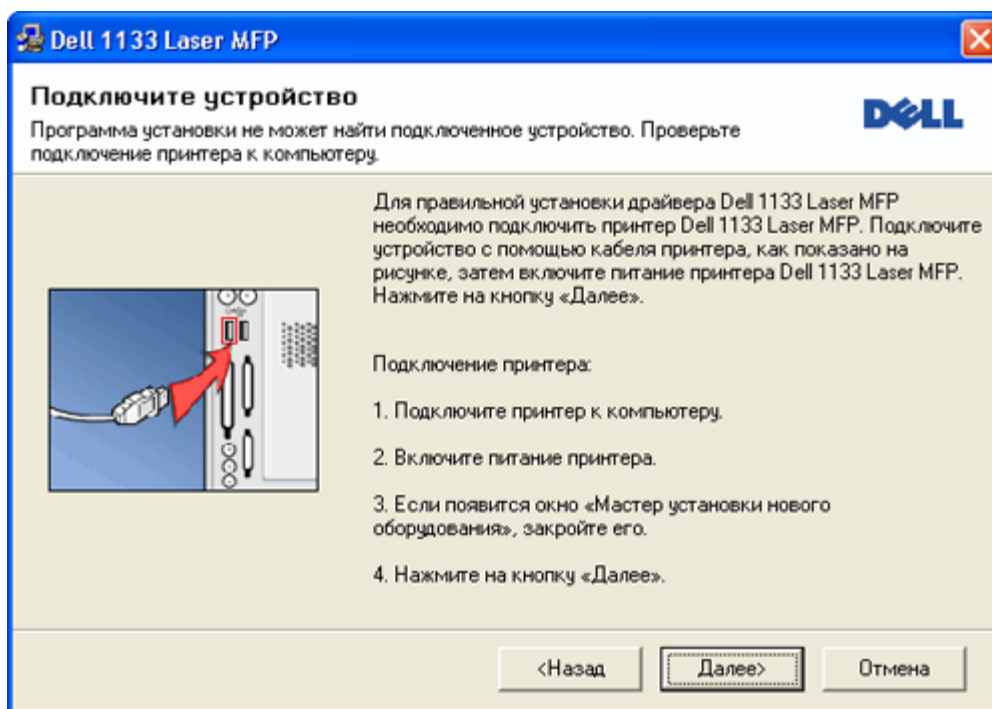 Dell 1133 Laser MFP
Подключите устройство
Программа установки не может найти подключенное устройство. Проверьте
подключение принтера к компьютеру.
DELL
Для правильной установки драйвера Dell 1133 Laser MFP
необходимо подключить принтер Dell 1133 Laser MFP. Подключите
устройство с помощью кабеля принтера, как показано на
рисунке, затем включите питание принтера Dell 1133 Laser MFP.
Нажмите на кнопку «Далее».
Подключение принтера:
1. Подключите принтер к компьютеру.
2. Включите питание принтера.
3. Если появится окно «Мастер установки нового
оборудования», закройте его.
4. Нажмите на кнопку «Далее».
<Назад
Далее>
Отмена